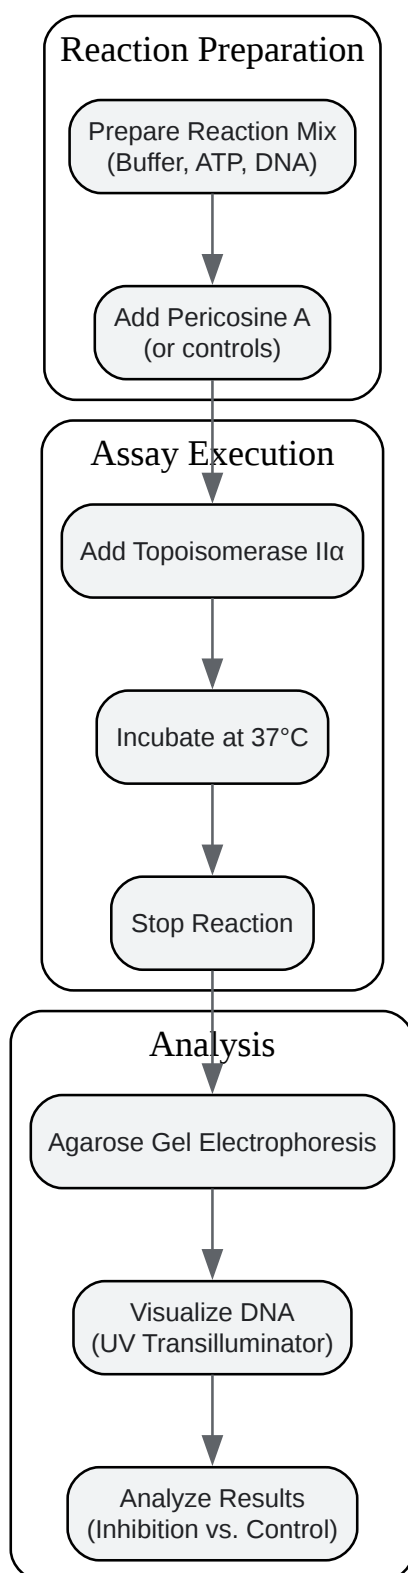 Reaction Preparation
Prepare Reaction Mix
(Buffer, ATP, DNA)
Add Pericosine A
(or controls)
Assay Execution
Add Topoisomerase IIα
Incubate at 37°C
Stop Reaction
Analysis
Agarose Gel Electrophoresis
Visualize DNA
(UV Transilluminator)
Analyze Results
(Inhibition vs. Control)